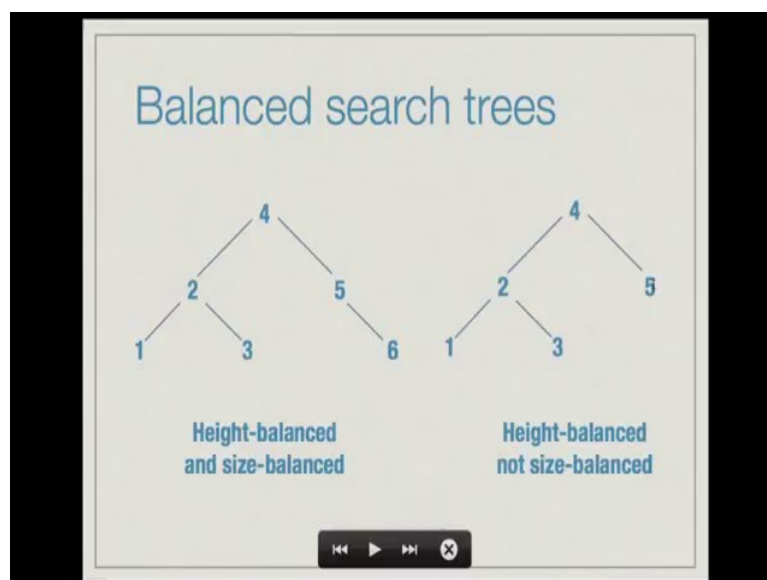 Balanced search trees
4 4
2 5 2 5
1 3 6 1 3
Height-balanced Height-balanced
and size-balanced not size-balanced